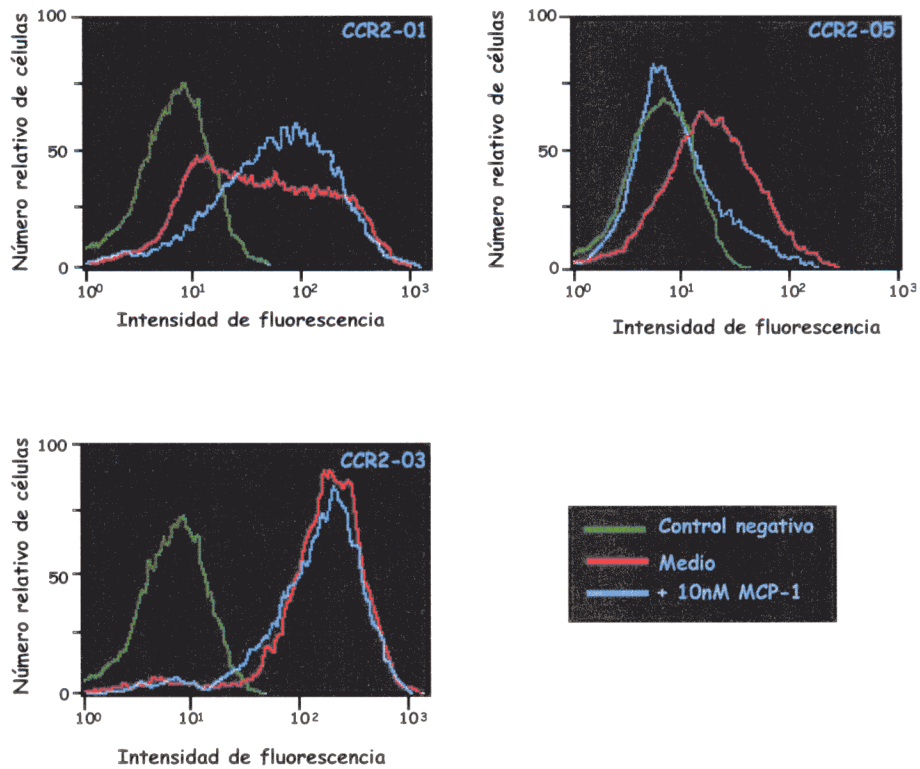 CCR2-01
Número relativo de células
100
50
0
10⁰ 10¹ 10² 10³
Intensidad de fluorescencia
CCR2-05
Número relativo de células
100
50
0
10⁰ 10¹ 10² 10³
Intensidad de fluorescencia
CCR2-03
Número relativo de células
100
50
0
10⁰ 10¹ 10² 10³
Intensidad de fluorescencia
Control negativo
Medio
+ 10nM MCP-1